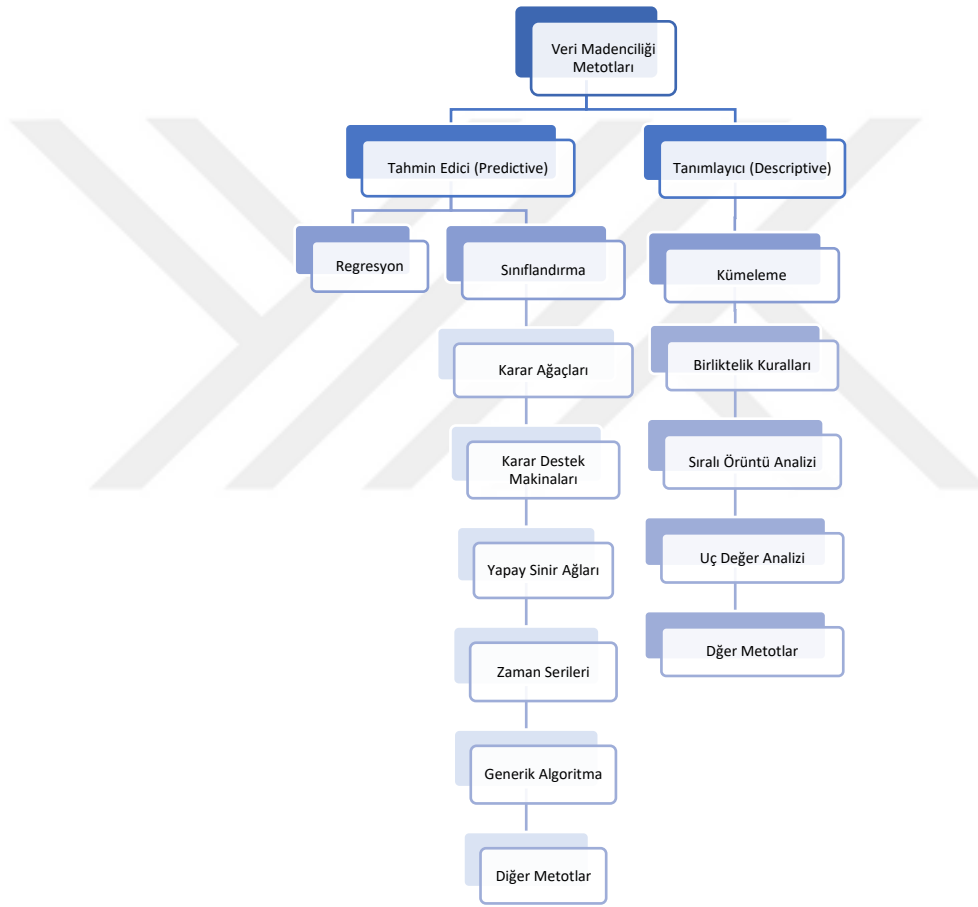 Veri Madenciliği
Metotları
Tahmin Edici (Predictive)
Tanımlayıcı (Descriptive)
Regresyon
Sınıflandırma
Kümeleme
Karar Ağaçları
Birliktelik Kuralları
Karar Destek
Makinaları
Sıralı Örüntü Analizi
Yapay Sinir Ağları
Uç Değer Analizi
Zaman Serileri
Dğer Metotlar
Generik Algoritma
Diğer Metotlar